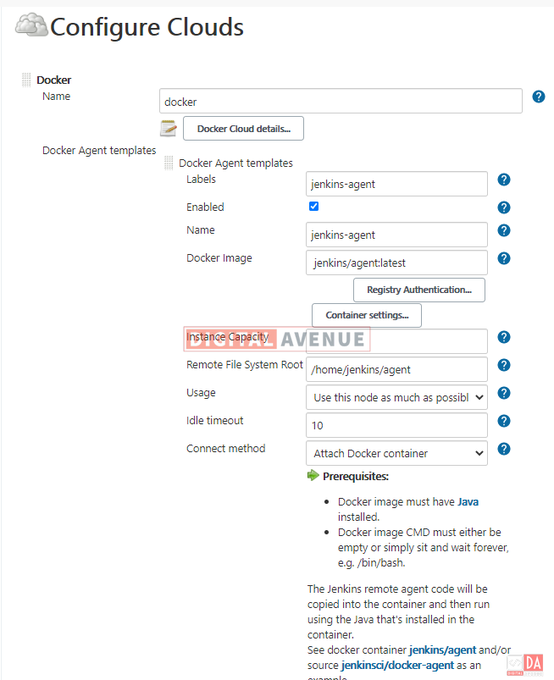 Configure Clouds
Docker
Name
docker
?
Docker Cloud details...
Docker Agent templates
Docker Agent templates
Labels
jenkins-agent
?
Enabled
?
Name
jenkins-agent
?
Docker Image
jenkins/agent:latest
?
Registry Authentication...
Container settings...
Instance Capacity
?
DIGITAL AVENUE
Remote File System Root
/home/jenkins/agent
?
Usage
Use this node as much as possibl
?
Idle timeout
10
?
Connect method
Attach Docker container
?
Prerequisites:
• Docker image must have Java
installed.
• Docker image CMD must either be
empty or simply sit and wait forever,
e.g. /bin/bash.
The Jenkins remote agent code will be
copied into the container and then run
using the Java that's installed in the
container.
See docker container jenkins/agent and/or
source jenkinsci/docker-agent as an
example
DA